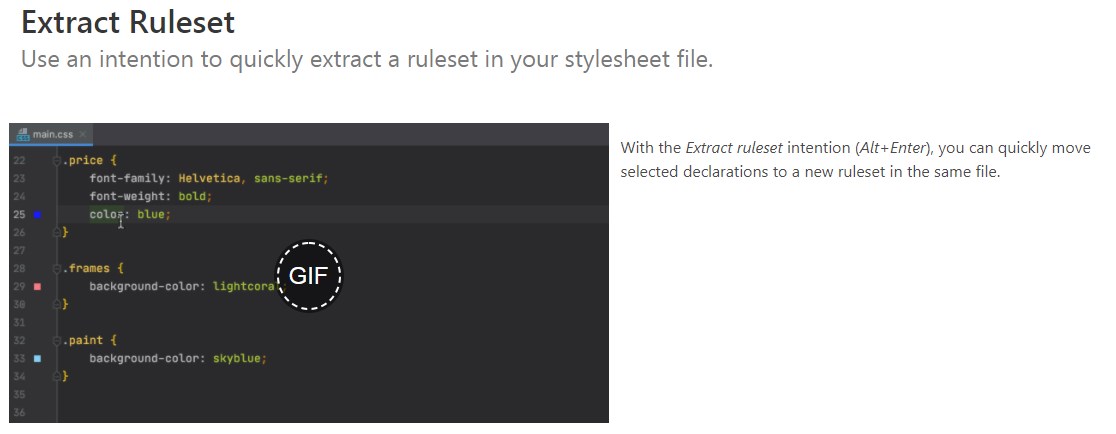 Extract Ruleset
Use an intention to quickly extract a ruleset in your stylesheet file.
main.css
With the Extract ruleset intention (Alt+Enter), you can quickly move
selected declarations to a new ruleset in the same file.
22 .price {
23 font-family: Helvetica, sans-serif;
24 font-weight: bold;
25 color: blue;
26 }
27
28 .frames {
29 background-color: lightcora
30 }
31
32 .paint {
33 background-color: skyblue;
34 }
35
36
GIF